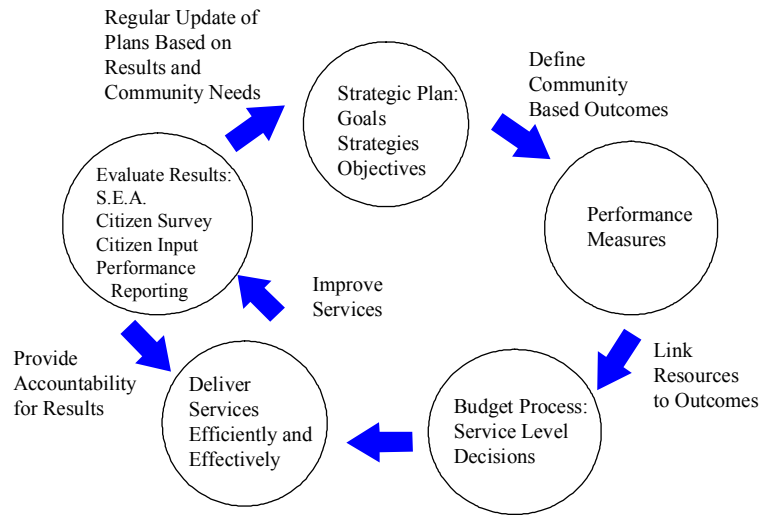 Regular Update of
Plans Based on
Results and
Community Needs
Strategic Plan:
Goals
Strategies
Objectives
Define
Community
Based Outcomes
Evaluate Results:
S.E.A.
Citizen Survey
Citizen Input
Performance
Reporting
Performance
Measures
Improve
Services
Provide
Accountability
for Results
Deliver
Services
Efficiently and
Effectively
Budget Process:
Service Level
Decisions
Link
Resources
to Outcomes